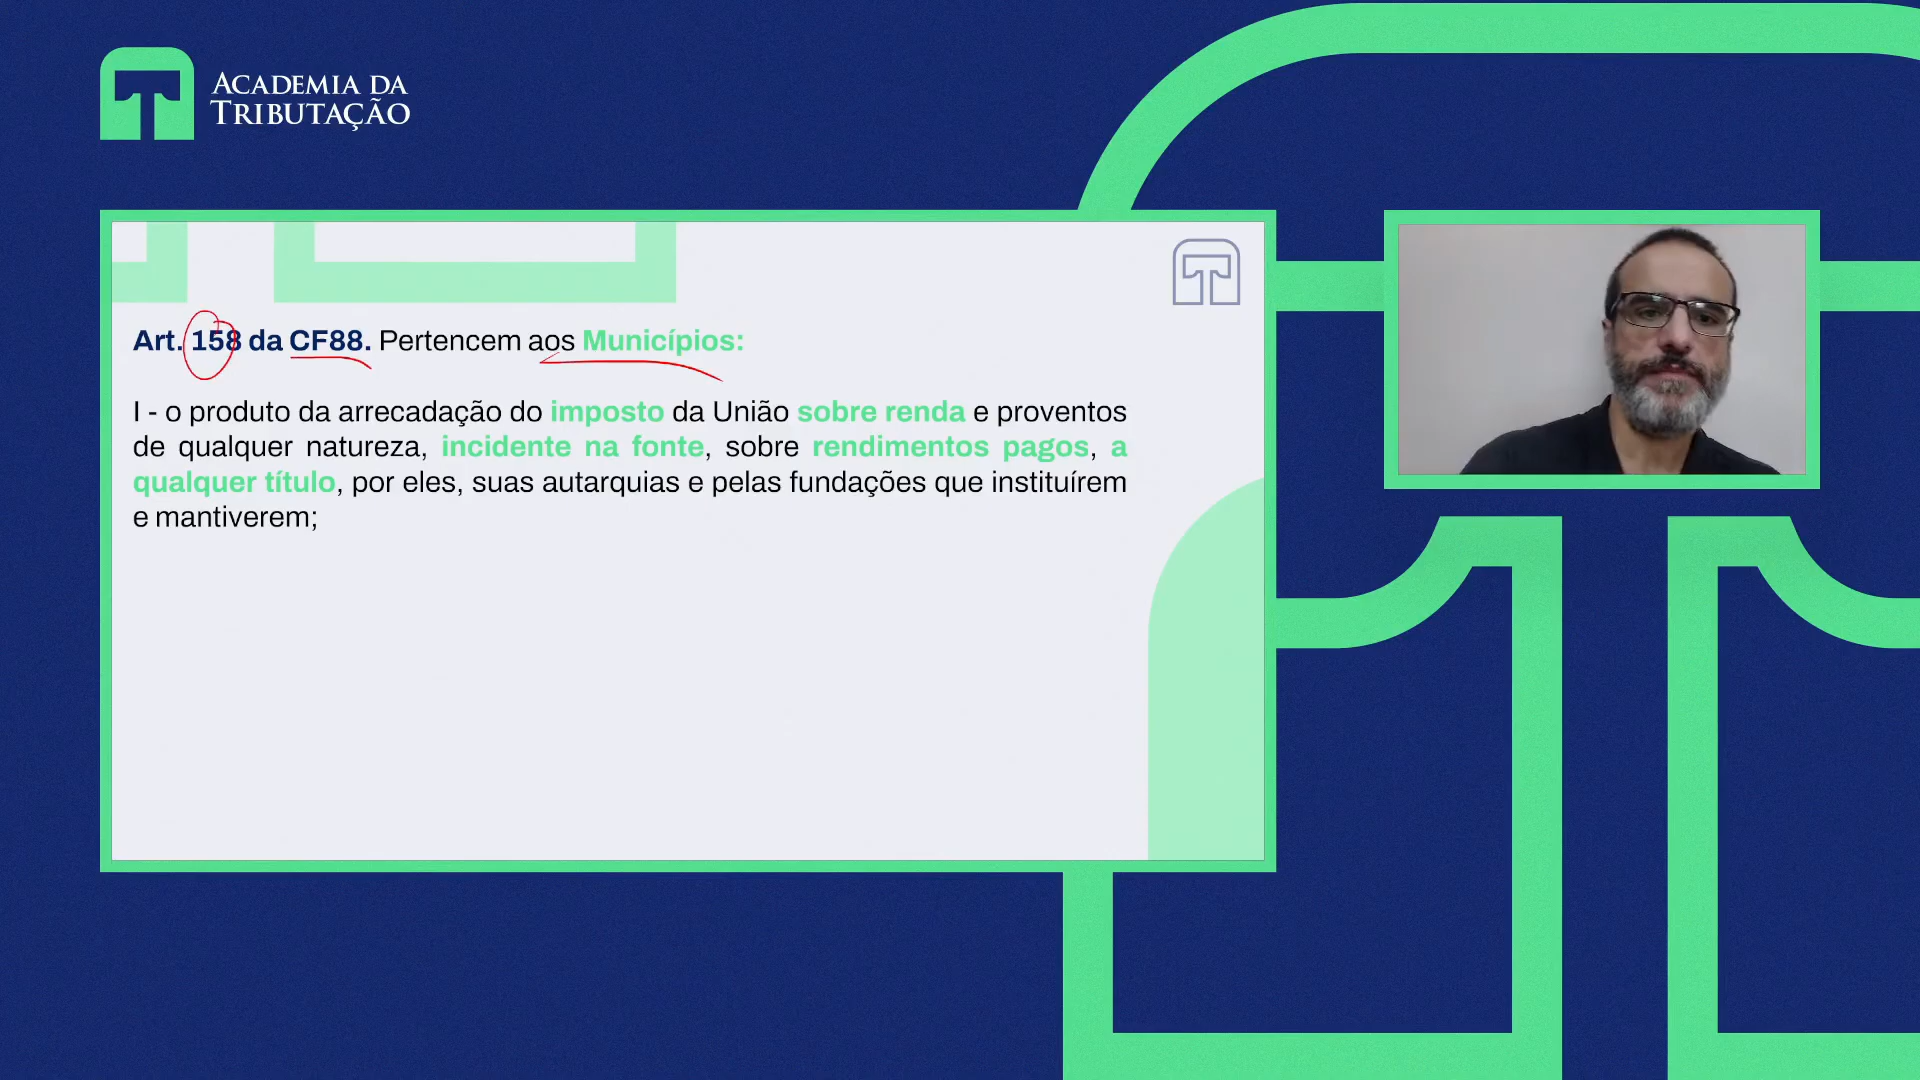 ACADEMIA DA
TRIBUTAÇÃO
Art. 158 da CF88. Pertencem aos Municípios:
I - o produto da arrecadação do imposto da União sobre renda e proventos
de qualquer natureza, incidente na fonte, sobre rendimentos pagos, a
qualquer título, por eles, suas autarquias e pelas fundações que instituírem
e mantiverem;